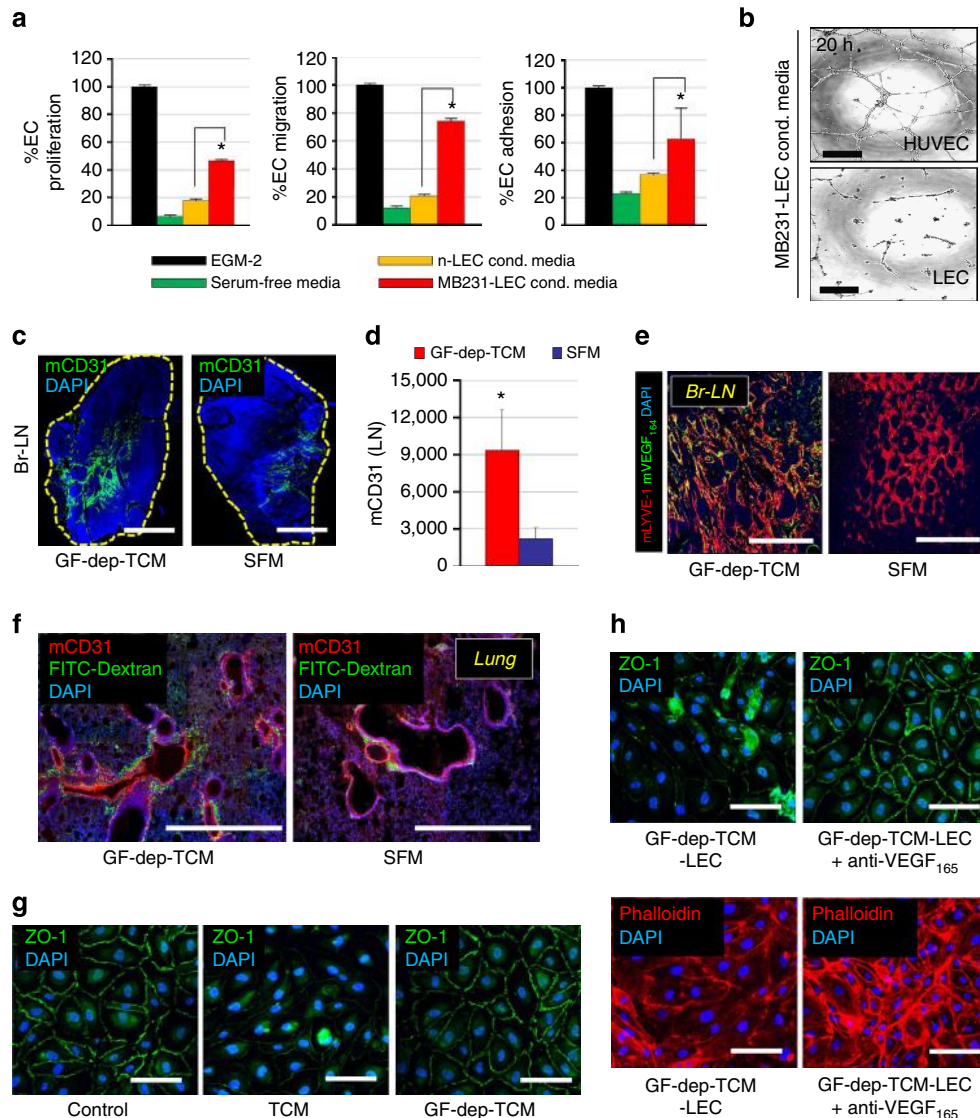 a
120
100
80
60
40
20
0
%EC
proliferation
*
120
100
80
60
40
20
0
%EC migration
*
120
100
80
60
40
20
0
%EC adhesion
*
EGM-2
Serum-free media
n-LEC cond. media
MB231-LEC cond. media
b
MB231-LEC cond. media
20 h
HUVEC
LEC
c
Br-LN
mCD31
DAPI
GF-dep-TCM
mCD31
DAPI
SFM
d
GF-dep-TCM
SFM
15,000
12,000
9,000
6,000
3,000
0
mCD31 (LN)
*
e
mLYVE-1 mVEGF164 DAPI
Br-LN
GF-dep-TCM
SFM
f
mCD31
FITC-Dextran
DAPI
GF-dep-TCM
mCD31
FITC-Dextran
DAPI
Lung
SFM
g
ZO-1
DAPI
Control
ZO-1
DAPI
TCM
ZO-1
DAPI
GF-dep-TCM
h
ZO-1
DAPI
GF-dep-TCM
-LEC
ZO-1
DAPI
GF-dep-TCM-LEC
+ anti-VEGF165
Phalloidin
DAPI
GF-dep-TCM
-LEC
Phalloidin
DAPI
GF-dep-TCM-LEC
+ anti-VEGF165